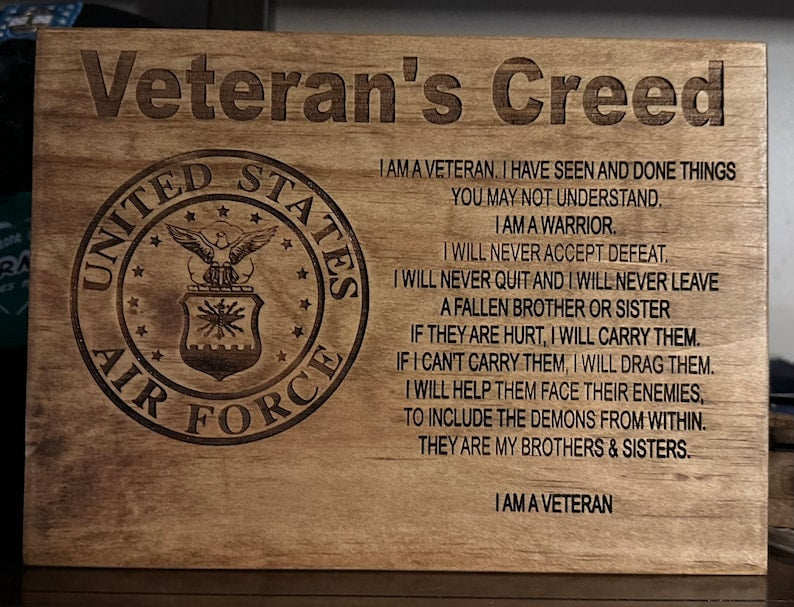 Veteran's Creed
UNITED STATES
AIR FORCE
I AM A VETERAN. I HAVE SEEN AND DONE THINGS
YOU MAY NOT UNDERSTAND.
I AM A WARRIOR.
I WILL NEVER ACCEPT DEFEAT.
I WILL NEVER QUIT AND I WILL NEVER LEAVE
A FALLEN BROTHER OR SISTER
IF THEY ARE HURT, I WILL CARRY THEM.
IF I CAN'T CARRY THEM, I WILL DRAG THEM.
I WILL HELP THEM FACE THEIR ENEMIES,
TO INCLUDE THE DEMONS FROM WITHIN.
THEY ARE MY BROTHERS & SISTERS.
I AM A VETERAN